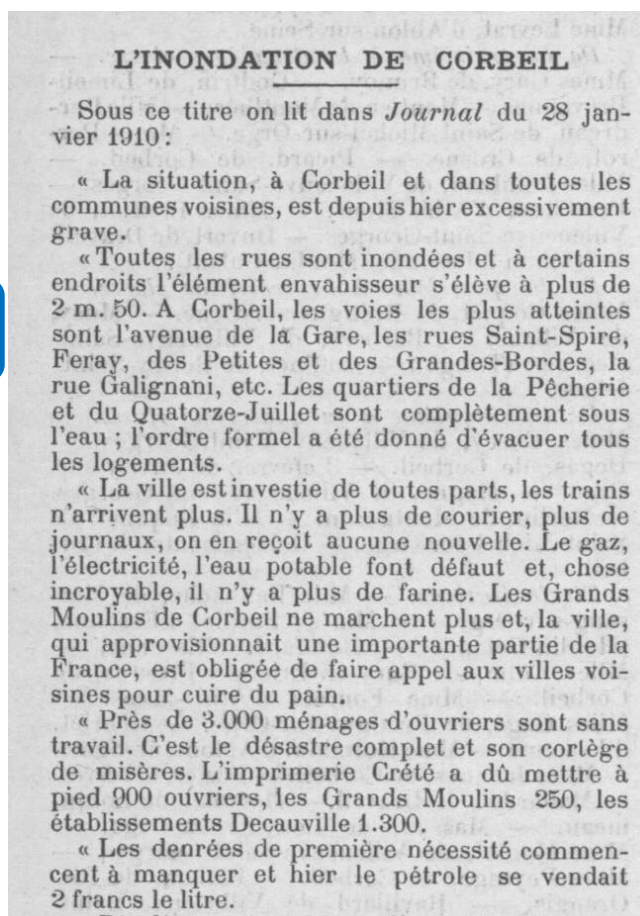 L'INONDATION DE CORBEIL
Sous ce titre on lit dans Journal du 28 jan-
vier 1910 :
« La situation, à Corbeil et dans toutes les
communes voisines, est depuis hier excessivement
grave.
« Toutes les rues sont inondées et à certains
endroits l'élément envahisseur s'élève à plus de
2 m. 50. A Corbeil, les voies les plus atteintes
sont l'avenue de la Gare, les rues Saint-Spire,
Feray, des Petites et des Grandes-Bordes, la
rue Galignani, etc. Les quartiers de la Pêcherie
et du Quatorze-Juillet sont complètement sous
l'eau ; l'ordre formel a été donné d'évacuer tous
les logements.
« La ville est investie de toutes parts, les trains
n'arrivent plus. Il n'y a plus de courier, plus de
journaux, on en reçoit aucune nouvelle. Le gaz,
l'électricité, l'eau potable font défaut et, chose
incroyable, il n'y a plus de farine. Les Grands
Moulins de Corbeil ne marchent plus et, la ville,
qui approvisionnait une importante partie de la
France, est obligée de faire appel aux villes voi-
sines pour cuire du pain.
« Près de 3.000 ménages d'ouvriers sont sans
travail. C'est le désastre complet et son cortège
de misères. L'imprimerie Crété a dû mettre à
pied 900 ouvriers, les Grands Moulins 250, les
établissements Decauville 1.300.
« Les denrées de première nécessité commen-
cent à manquer et hier le pétrole se vendait
2 francs le litre.